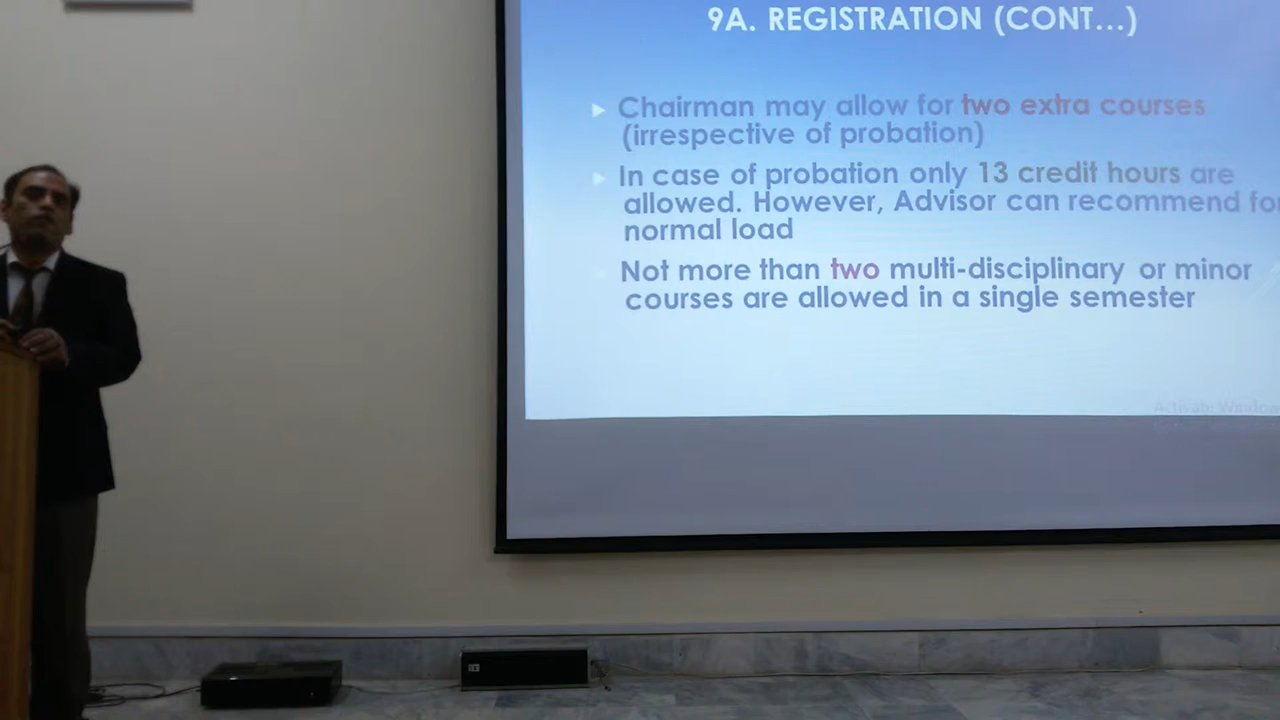 9A. REGISTRATION (CONT...)
Chairman may allow for two extra courses
(irrespective of probation)
In case of probation only 13 credit hours are
allowed. However, Advisor can recommend for
normal load
Not more than two multi-disciplinary or minor
courses are allowed in a single semester